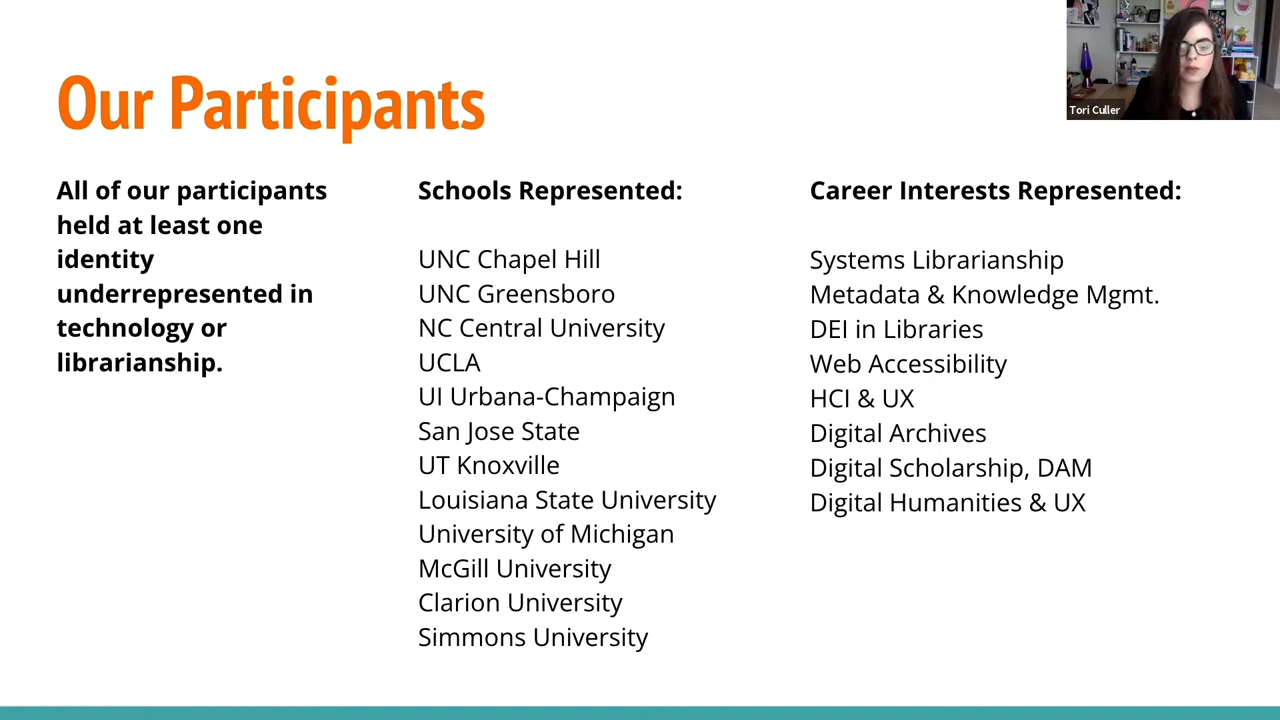 Our Participants
Tori Culler
All of our participants
held at least one
identity
underrepresented in
technology or
librarianship.
Schools Represented:
UNC Chapel Hill
UNC Greensboro
NC Central University
UCLA
UI Urbana-Champaign
San Jose State
UT Knoxville
Louisiana State University
University of Michigan
McGill University
Clarion University
Simmons University
Career Interests Represented:
Systems Librarianship
Metadata & Knowledge Mgmt.
DEI in Libraries
Web Accessibility
HCI & UX
Digital Archives
Digital Scholarship, DAM
Digital Humanities & UX